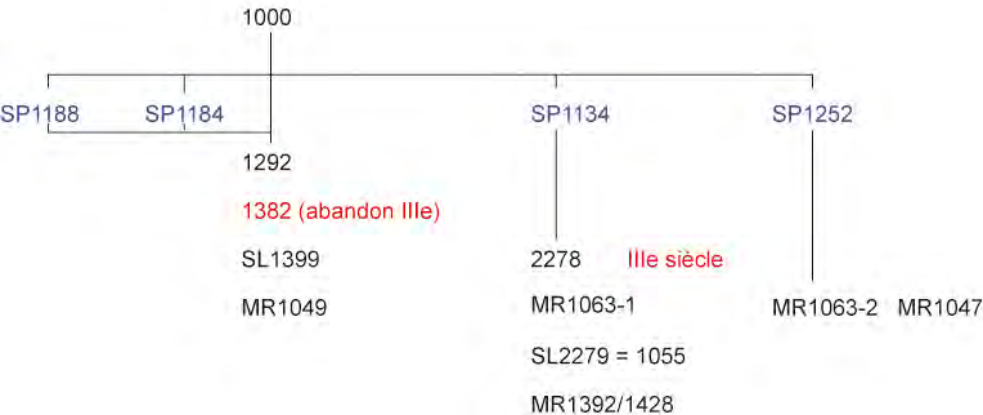 1000
SP1188 SP1184 SP1134 SP1252
1292
1382 (abandon IIIe)
SL1399 2278 IIIe siècle
MR1049 MR1063-1 MR1063-2 MR1047
SL2279 = 1055
MR1392/1428